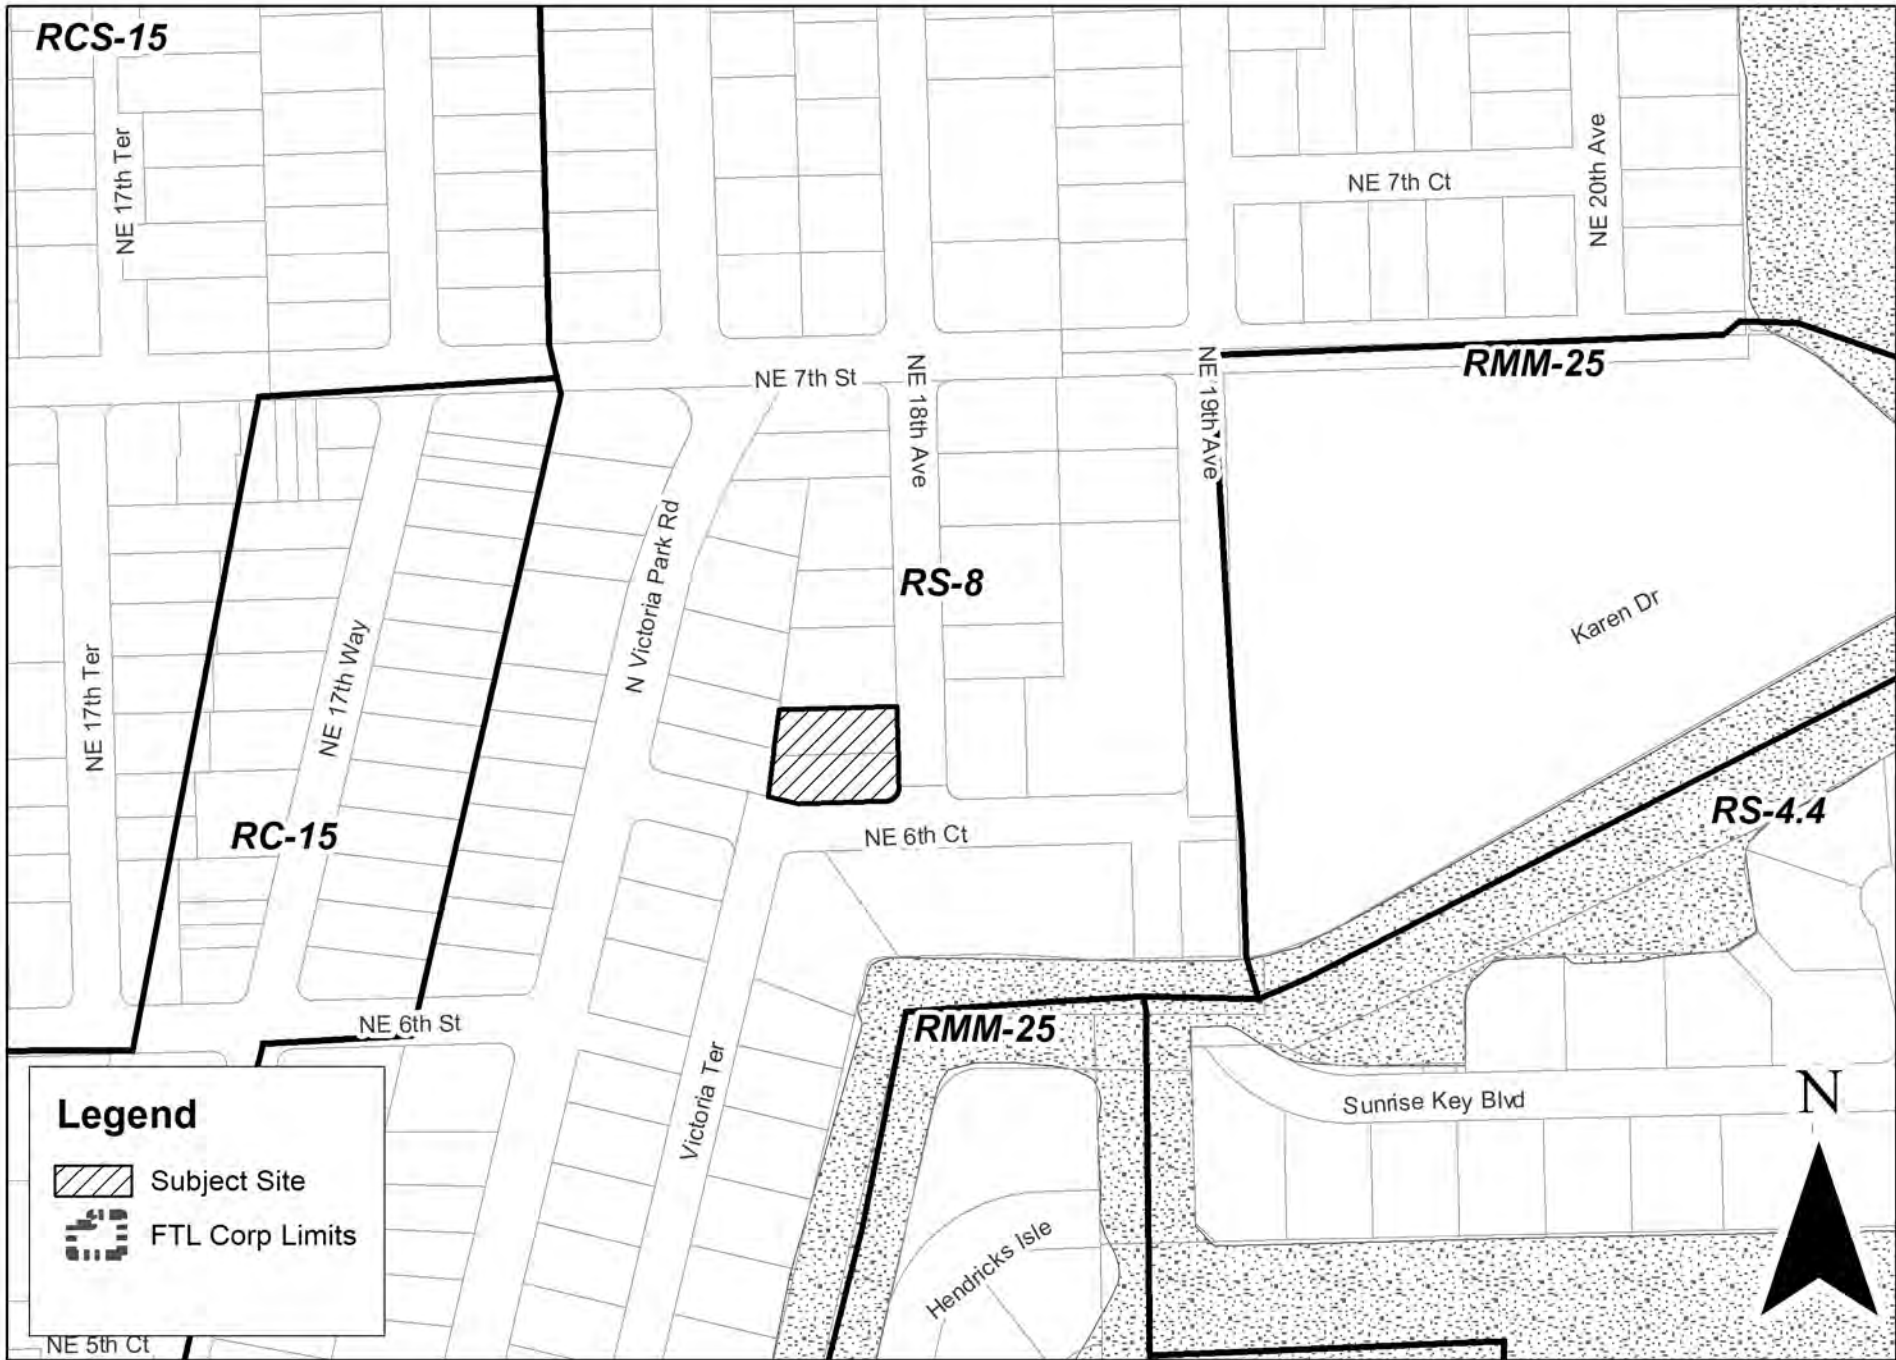 RCS-15
NE 17th Ter
NE 7th Ct
NE 20th Ave
NE 7th St
NE 18th Ave
NE 19th Ave
RMM-25
N Victoria Park Rd
RS-8
Karen Dr
NE 17th Ter
NE 17th Way
RC-15
NE 6th Ct
RS-4.4
NE 6th St
RMM-25
Victoria Ter
Sunrise Key Blvd
N
Hendricks Isle
Legend
Subject Site
FTL Corp Limits
NE 5th Ct